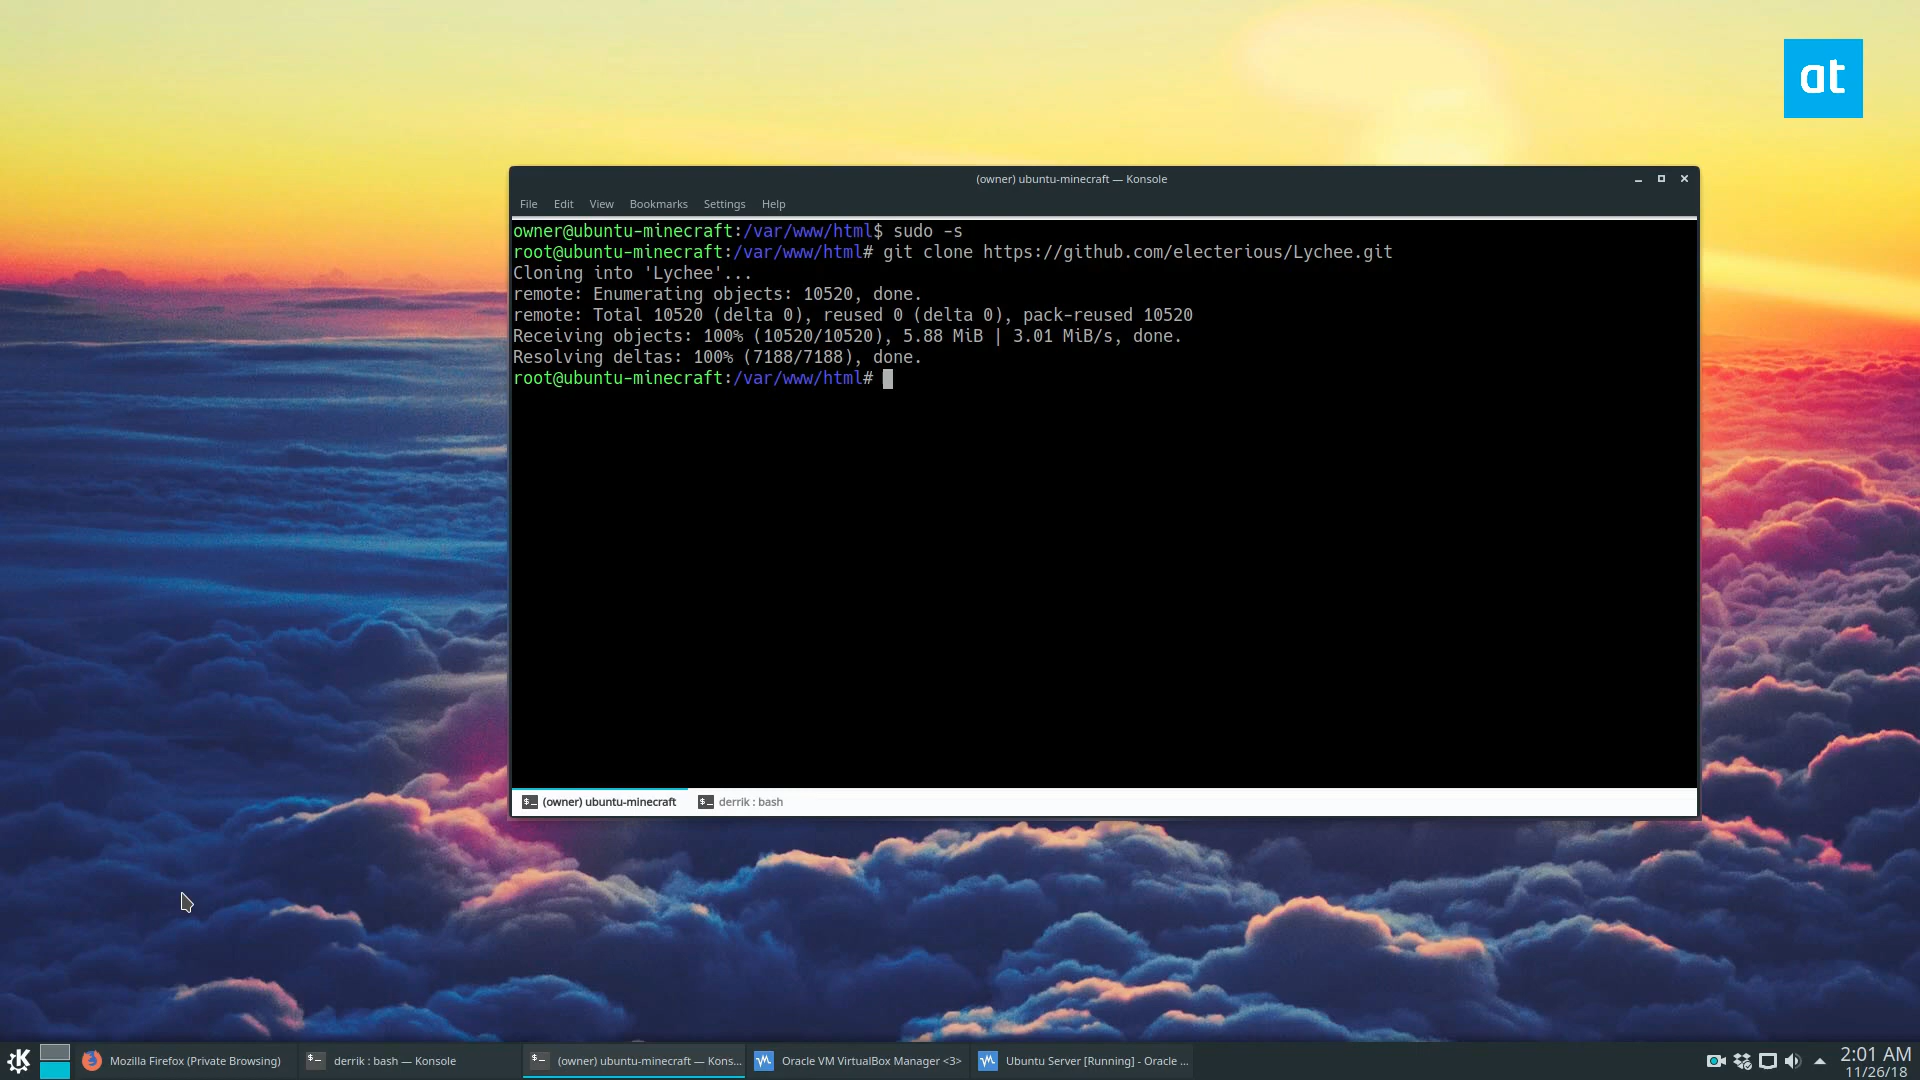 at
(owner) ubuntu-minecraft — Konsole
File Edit View Bookmarks Settings Help
owner@ubuntu-minecraft:/var/www/html$ sudo -s
root@ubuntu-minecraft:/var/www/html# git clone https://github.com/electerious/Lychee.git
Cloning into 'Lychee'...
remote: Enumerating objects: 10520, done.
remote: Total 10520 (delta 0), reused 0 (delta 0), pack-reused 10520
Receiving objects: 100% (10520/10520), 5.88 MiB | 3.01 MiB/s, done.
Resolving deltas: 100% (7188/7188), done.
root@ubuntu-minecraft:/var/www/html#
(owner) ubuntu-minecraft derrik : bash
Mozilla Firefox (Private Browsing) derrik : bash — Konsole (owner) ubuntu-minecraft — Kons... Oracle VM VirtualBox Manager <3> Ubuntu Server [Running] - Oracle ... 2:01 AM
11/26/18